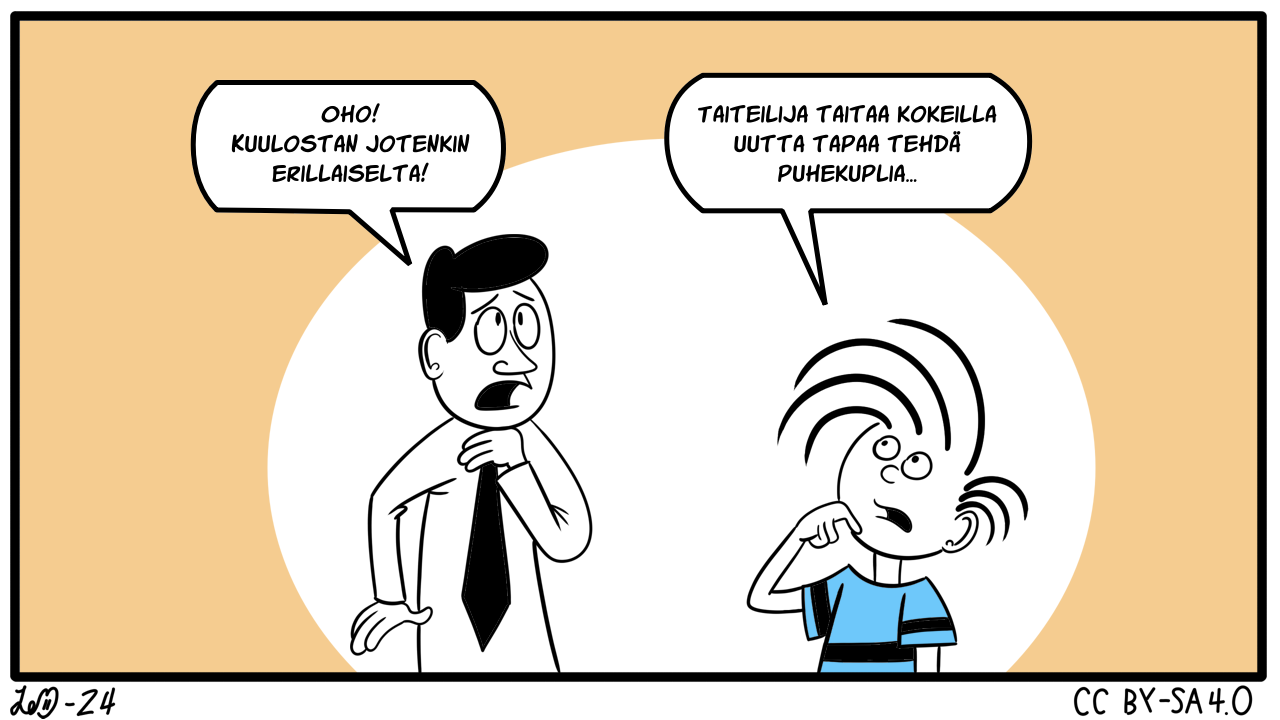 OHO!
KUULOSTAN JOTENKIN
ERILLAISELTA!
TAITEILIJA TAITAA KOKEILLA
UUTTA TAPAA TEHDÄ
PUHEKUPLIA...
-24
CC BY-SA 4.0